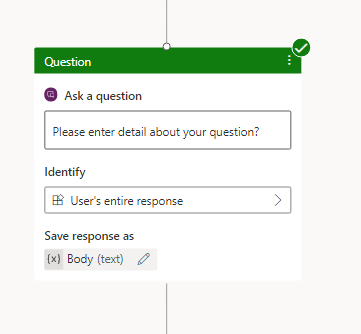 Question
Ask a question
Please enter detail about your question?
Identify
User's entire response
Save response as
{x} Body (text)